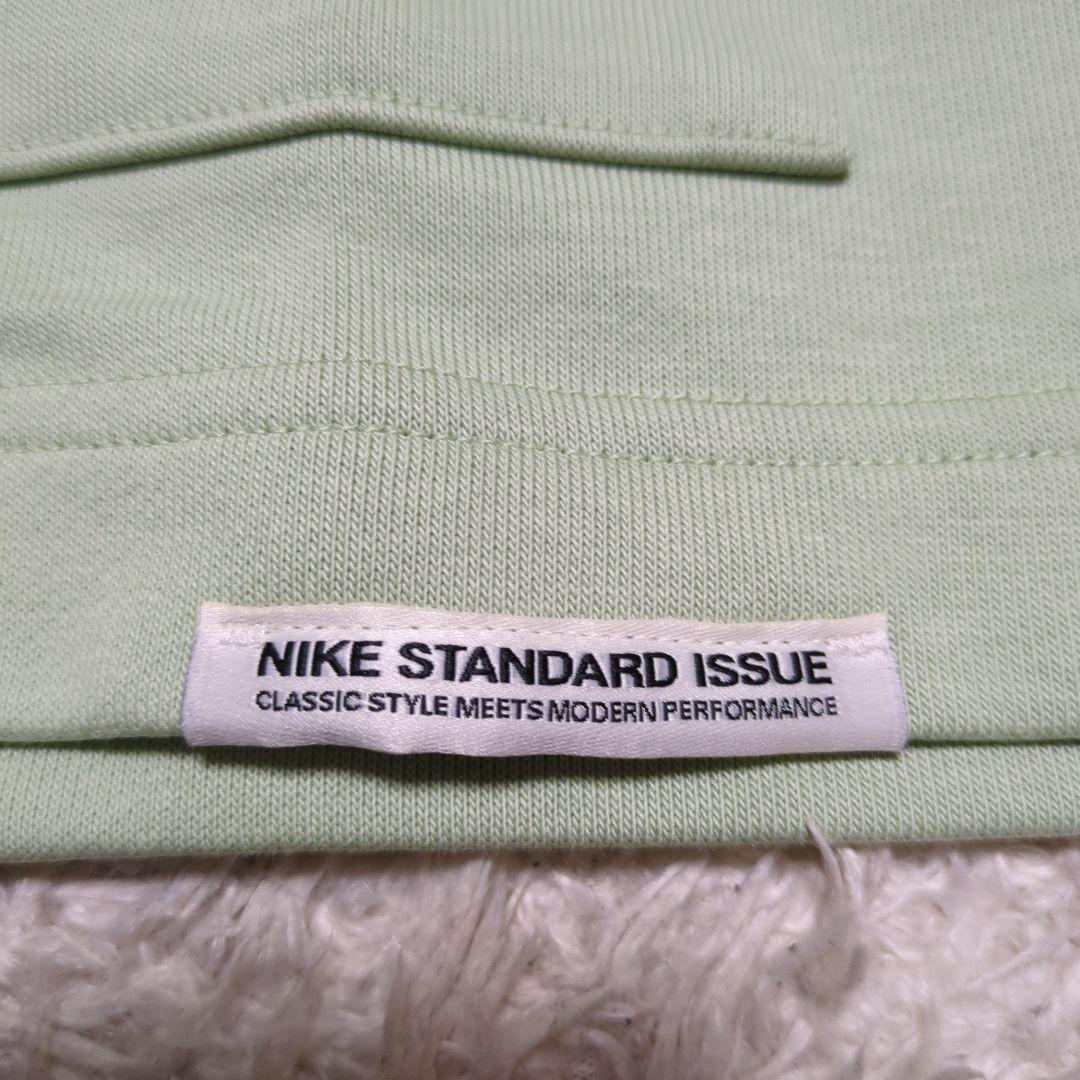 NIKE STANDARD ISSUE
CLASSIC STYLE MEETS MODERN PERFORMANCE